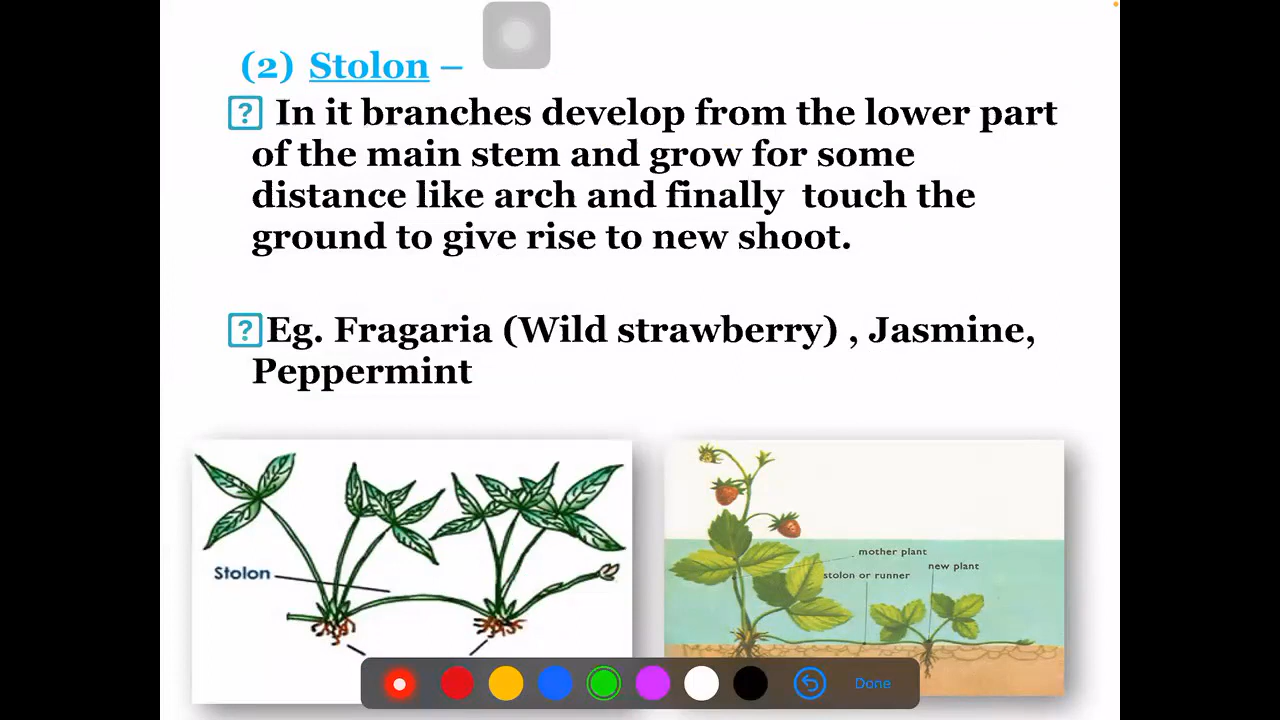 (2) Stolon –
In it branches develop from the lower part
of the main stem and grow for some
distance like arch and finally touch the
ground to give rise to new shoot.
Eg. Fragaria (Wild strawberry) , Jasmine,
Peppermint
Stolon
mother plant
stolon or runner
new plant
Done